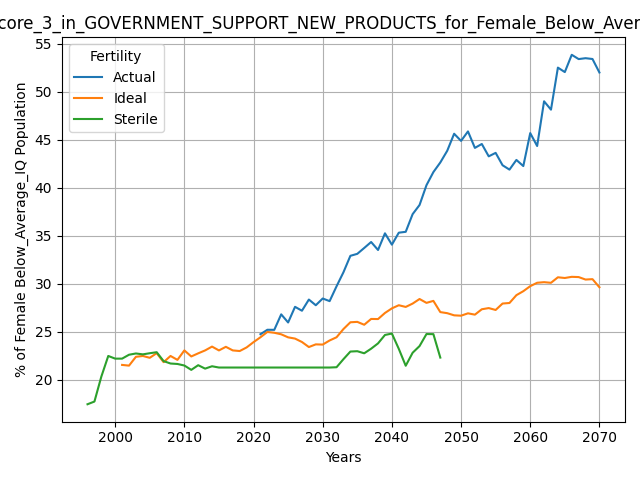 core_3_in_GOVERNMENT_SUPPORT_NEW_PRODUCTS_for_Female_Below_Aver
Fertility
Actual
Ideal
Sterile
% of Female Below_Average_IQ Population
55
50
45
40
35
30
25
20
2000 2010 2020 2030 2040 2050 2060 2070
Years